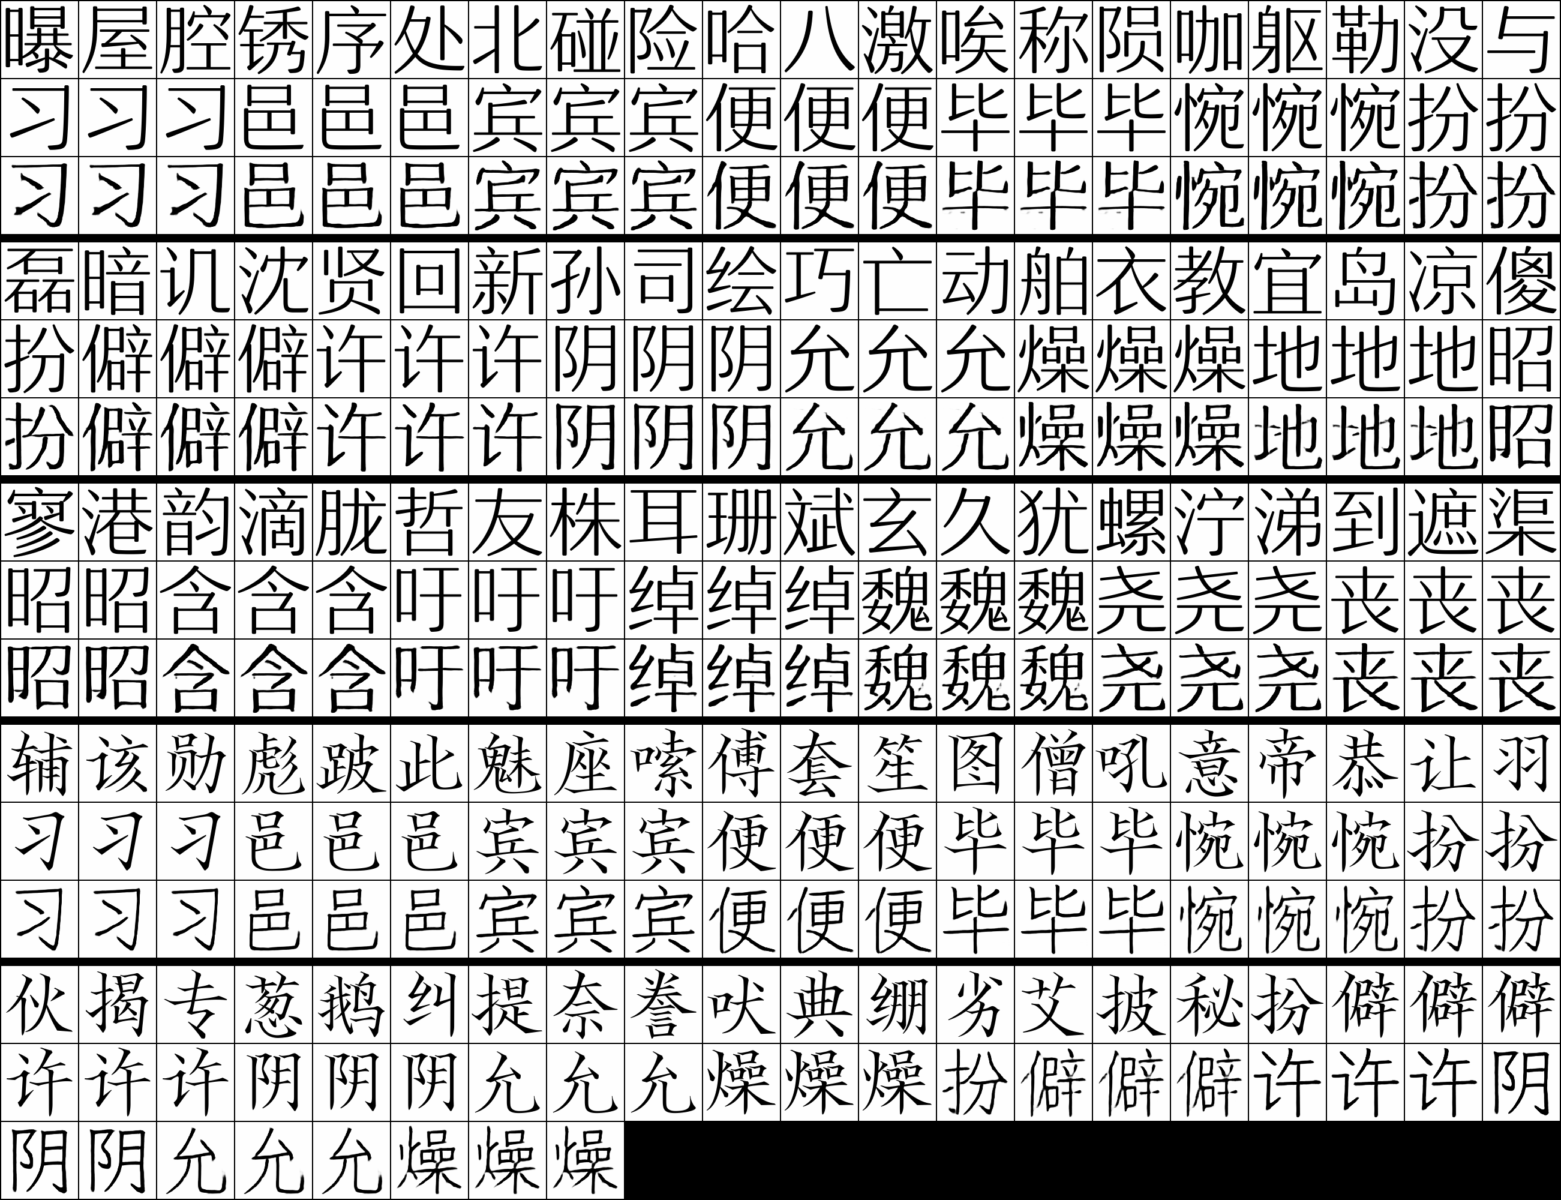 曝屋腔锈序处北碰险哈八激唉称陨咖躯勒没与
习习习邑邑邑宾宾宾便便便毕毕毕惋惋惋扮扮
习习习邑邑邑宾宾宾便便便毕毕毕惋惋惋扮扮
磊暗讥沈贤回新孙司绘巧亡动舶衣教宜岛凉傻
扮僻僻僻许许许阴阴阴允允允燥燥燥地地地昭
扮僻僻僻许许许阴阴阴允允允燥燥燥地地地昭
寥港韵滴胧哲友株耳珊斌玄久犹螺泞涕到遮渠
昭昭含含含吁吁吁绰绰绰魏魏魏尧尧尧丧丧丧
昭昭含含含吁吁吁绰绰绰魏魏魏尧尧尧丧丧丧
辅该勋彪跛此魅座嗦傅套笙图僧吼意帝恭让羽
习习习邑邑邑宾宾宾便便便毕毕毕惋惋惋扮扮
习习习邑邑邑宾宾宾便便便毕毕毕惋惋惋扮扮
伙揭专葱鹅纠提奈誊吠典绷劣艾披秘扮僻僻僻
许许许阴阴阴允允允燥燥燥扮僻僻僻许许许阴
阴阴允允允燥燥燥